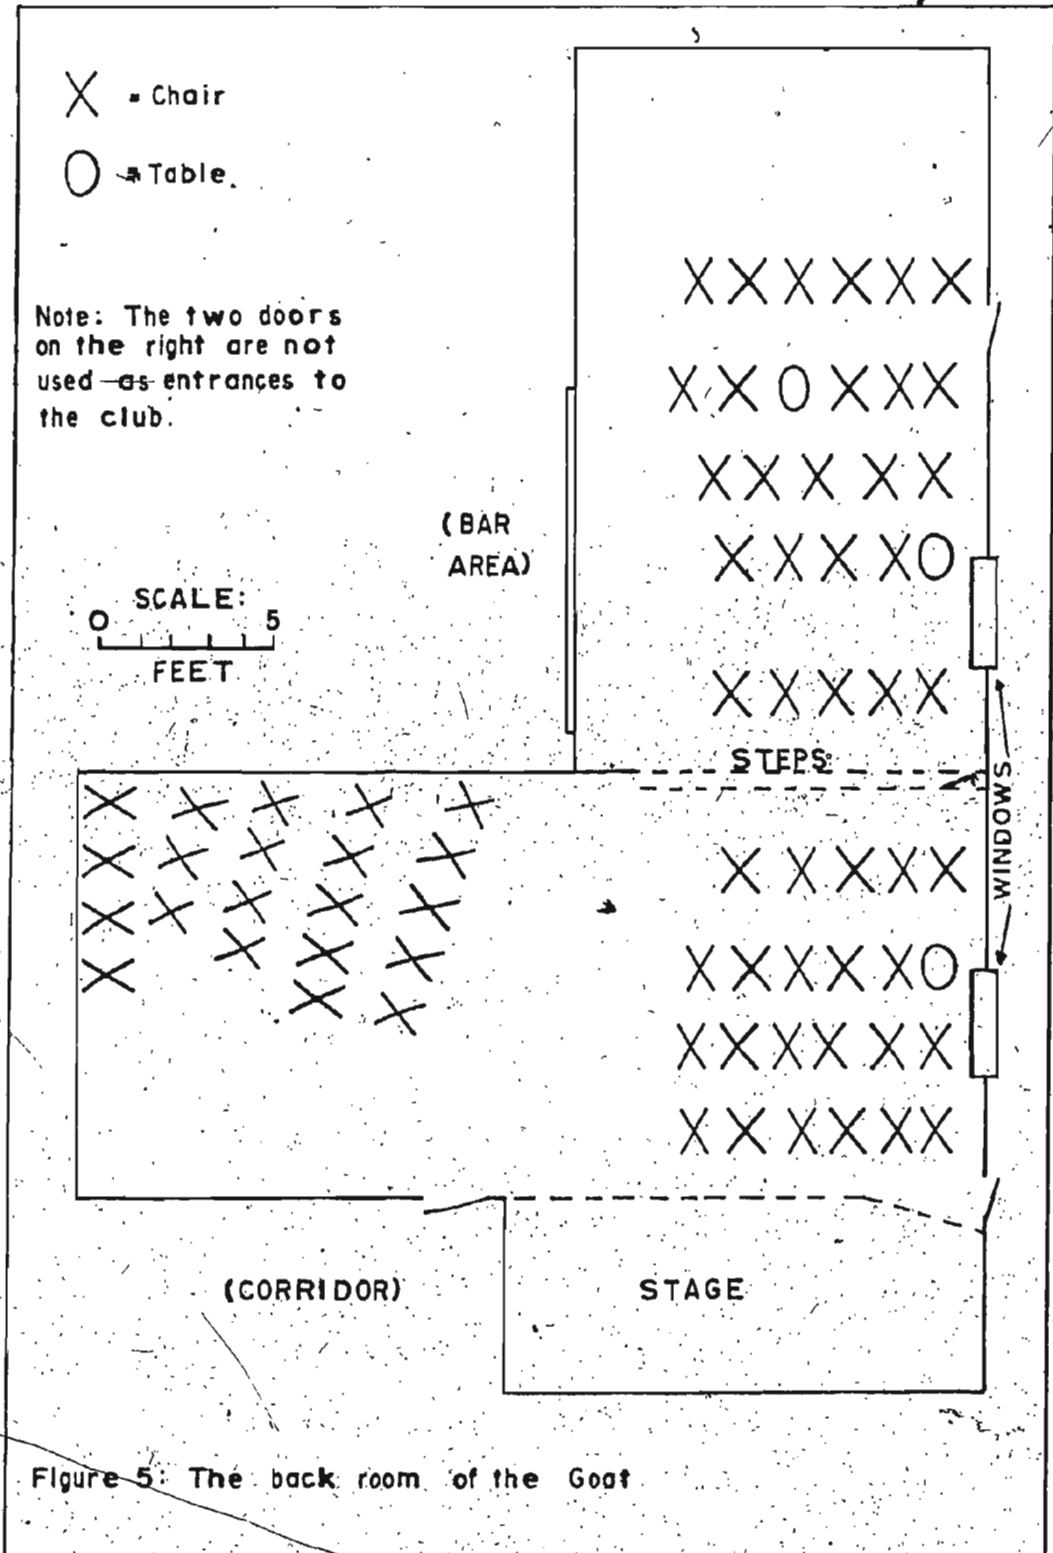 X = Chair
O = Table.
Note: The two doors
on the right are not
used as entrances to
the club.
(BAR
AREA)
SCALE:
0 5
FEET
STEPS
WINDOWS
(CORRIDOR)
STAGE
Figure 5: The back room of the Goat